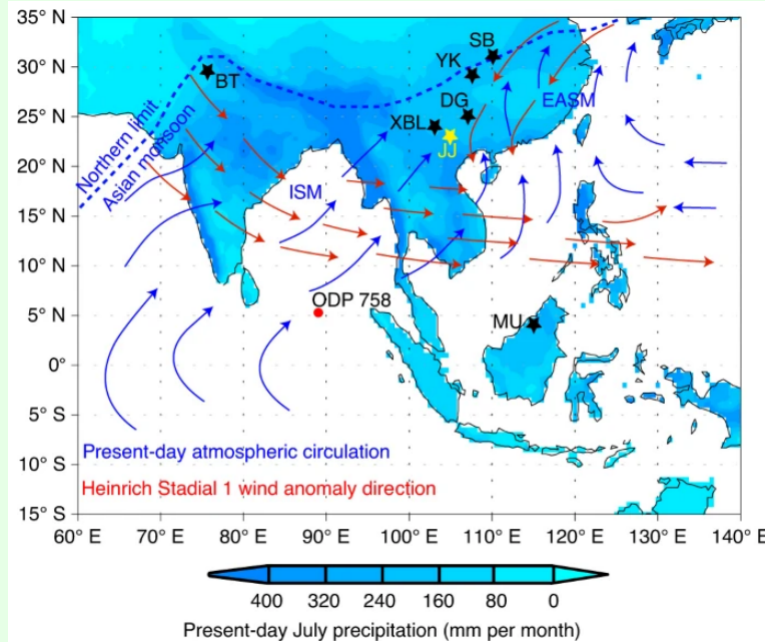 35° N
30° N
25° N
20° N
15° N
10° N
5° N
0°
5° S
10° S
15° S
SB
YK
BT
DG
EASM
XBL
JJ
Northern limit
Asian monsoon
ISM
ODP 758
MU
Present-day atmospheric circulation
Heinrich Stadial 1 wind anomaly direction
60° E 70° E 80° E 90° E 100° E 110° E 120° E 130° E 140° E
400 320 240 160 80 0
Present-day July precipitation (mm per month)